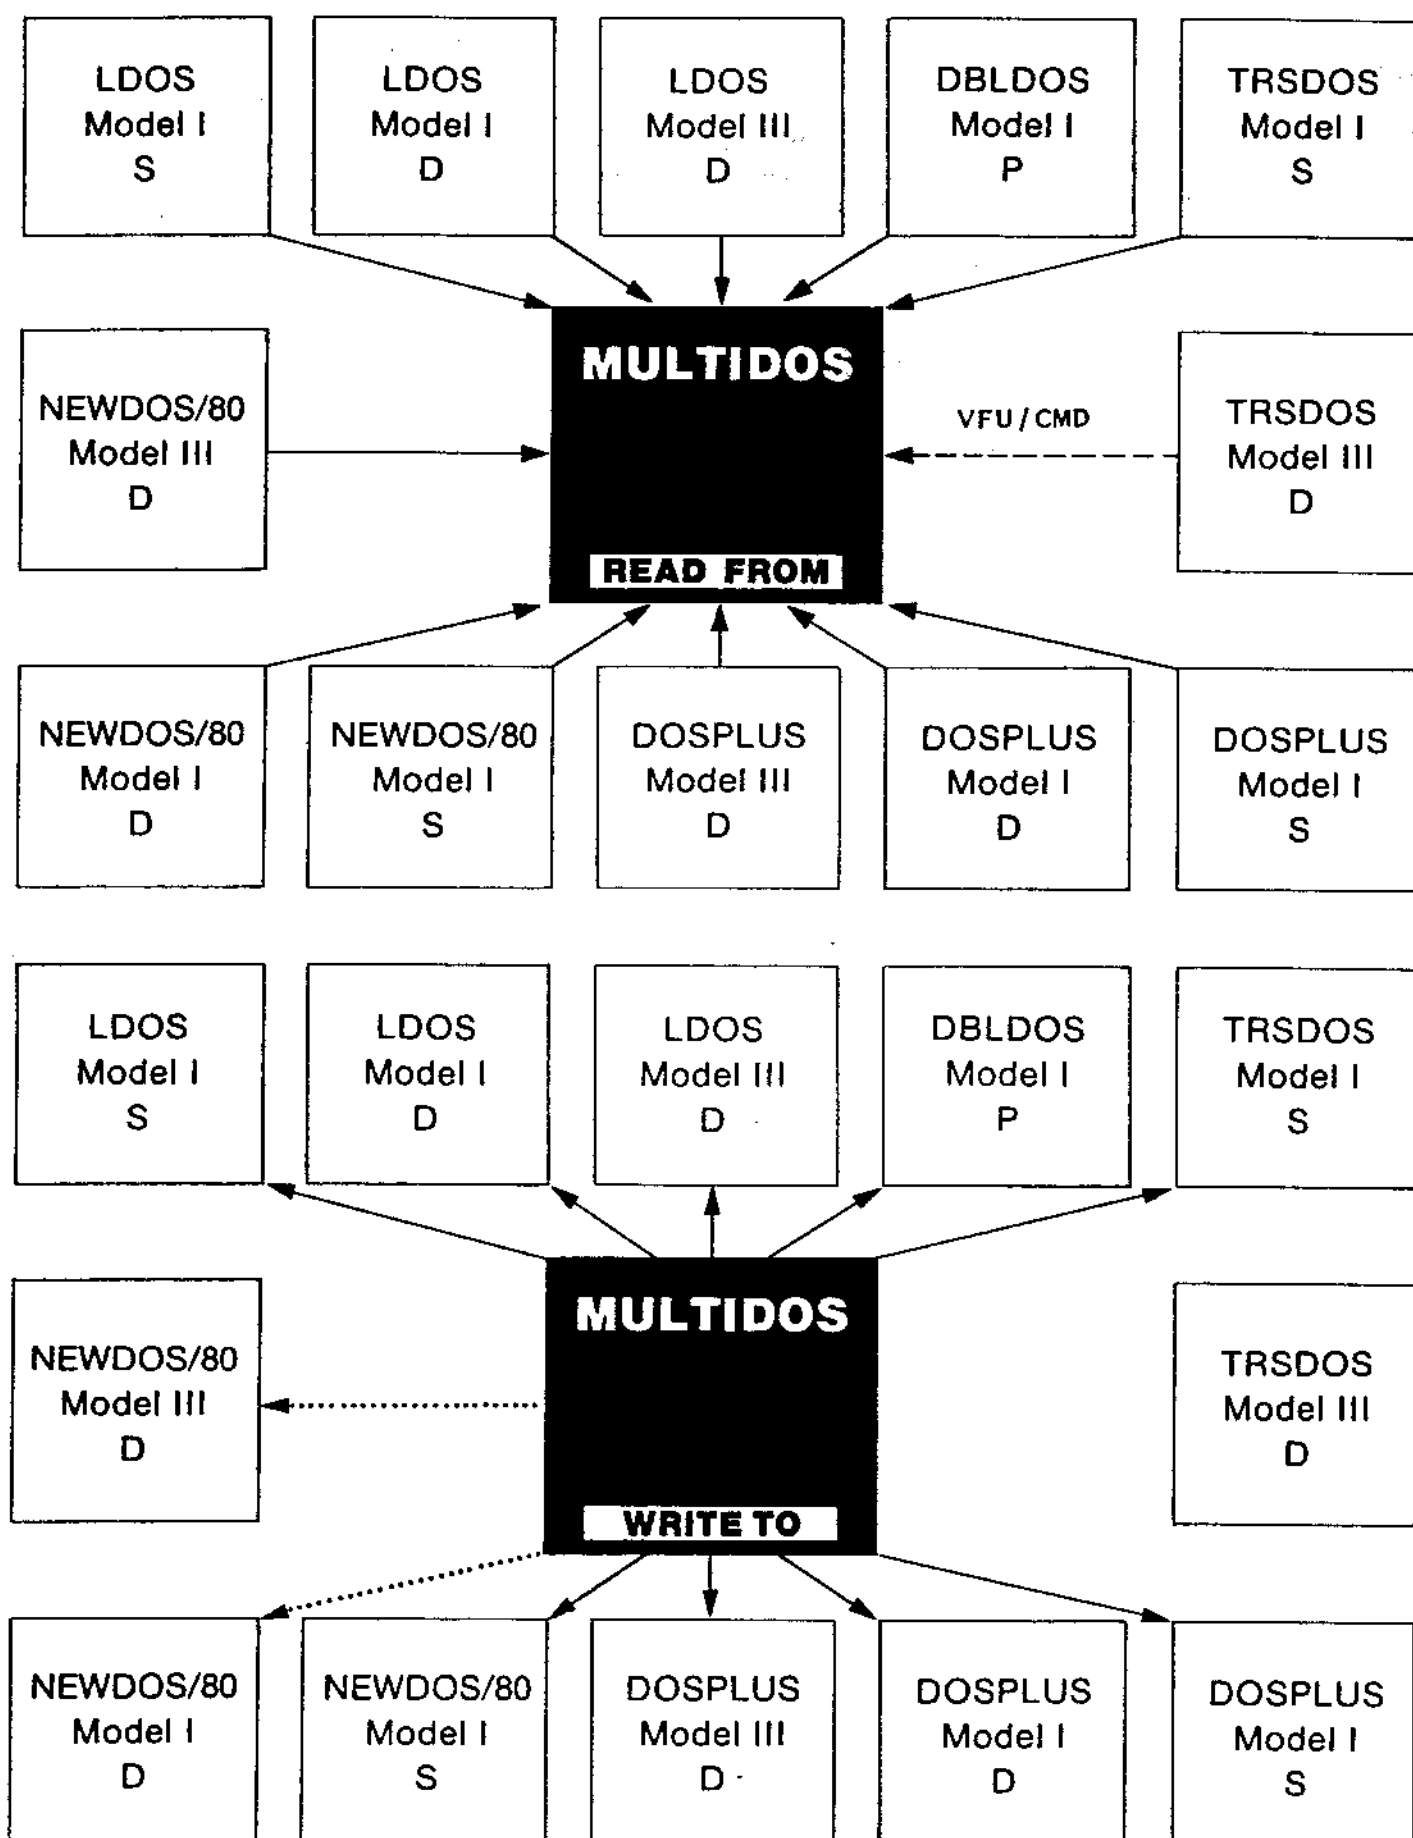 LDOS
Model I
S
LDOS
Model I
D
LDOS
Model III
D
DBLDOS
Model I
P
TRSDOS
Model I
S
NEWDOS/80
Model III
D
MULTIDOS
READ FROM
VFU/CMD
TRSDOS
Model III
D
NEWDOS/80
Model I
D
NEWDOS/80
Model I
S
DOSPLUS
Model III
D
DOSPLUS
Model I
D
DOSPLUS
Model I
S
LDOS
Model I
S
LDOS
Model I
D
LDOS
Model III
D
DBLDOS
Model I
P
TRSDOS
Model I
S
NEWDOS/80
Model III
D
MULTIDOS
WRITE TO
TRSDOS
Model III
D
NEWDOS/80
Model I
D
NEWDOS/80
Model I
S
DOSPLUS
Model III
D
DOSPLUS
Model I
D
DOSPLUS
Model I
S